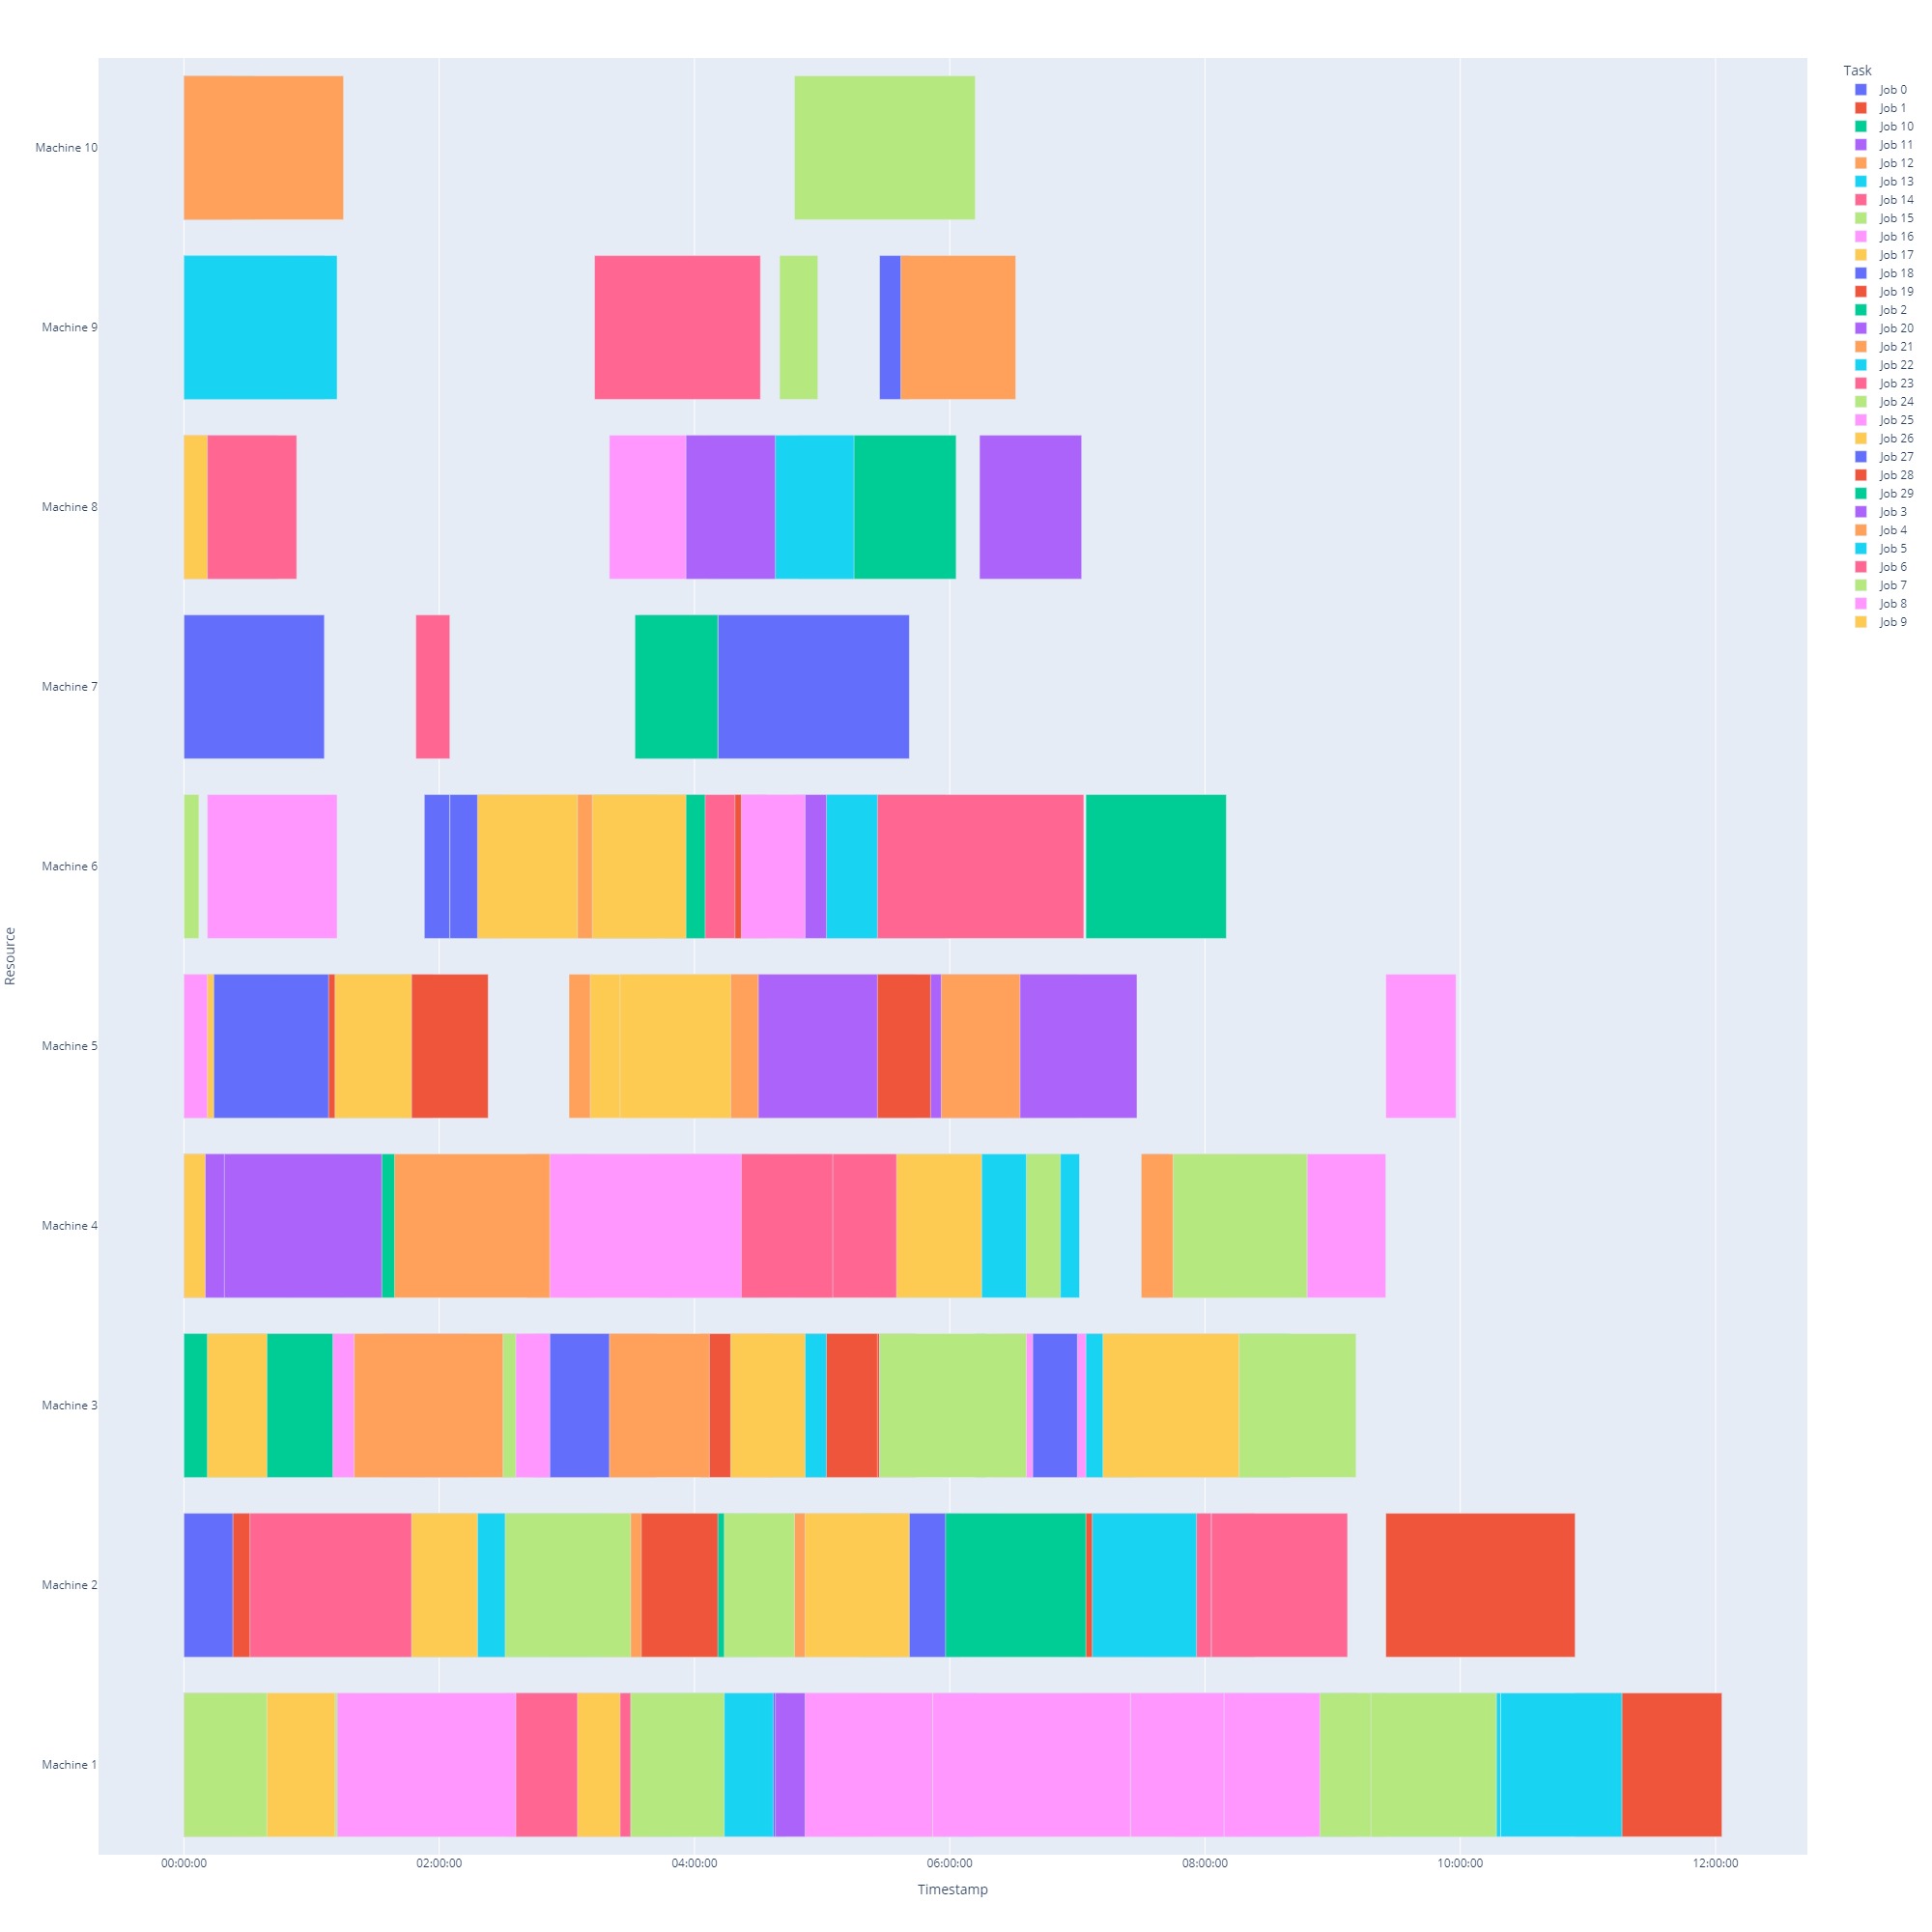 Task
Job 0
Job 1
Job 10
Job 11
Job 12
Job 13
Job 14
Job 15
Job 16
Job 17
Job 18
Job 19
Job 2
Job 20
Job 21
Job 22
Job 23
Job 24
Job 25
Job 26
Job 27
Job 28
Job 29
Job 3
Job 4
Job 5
Job 6
Job 7
Job 8
Job 9
Resource
Machine 10
Machine 9
Machine 8
Machine 7
Machine 6
Machine 5
Machine 4
Machine 3
Machine 2
Machine 1
00:00:00 02:00:00 04:00:00 06:00:00 08:00:00 10:00:00 12:00:00
Timestamp